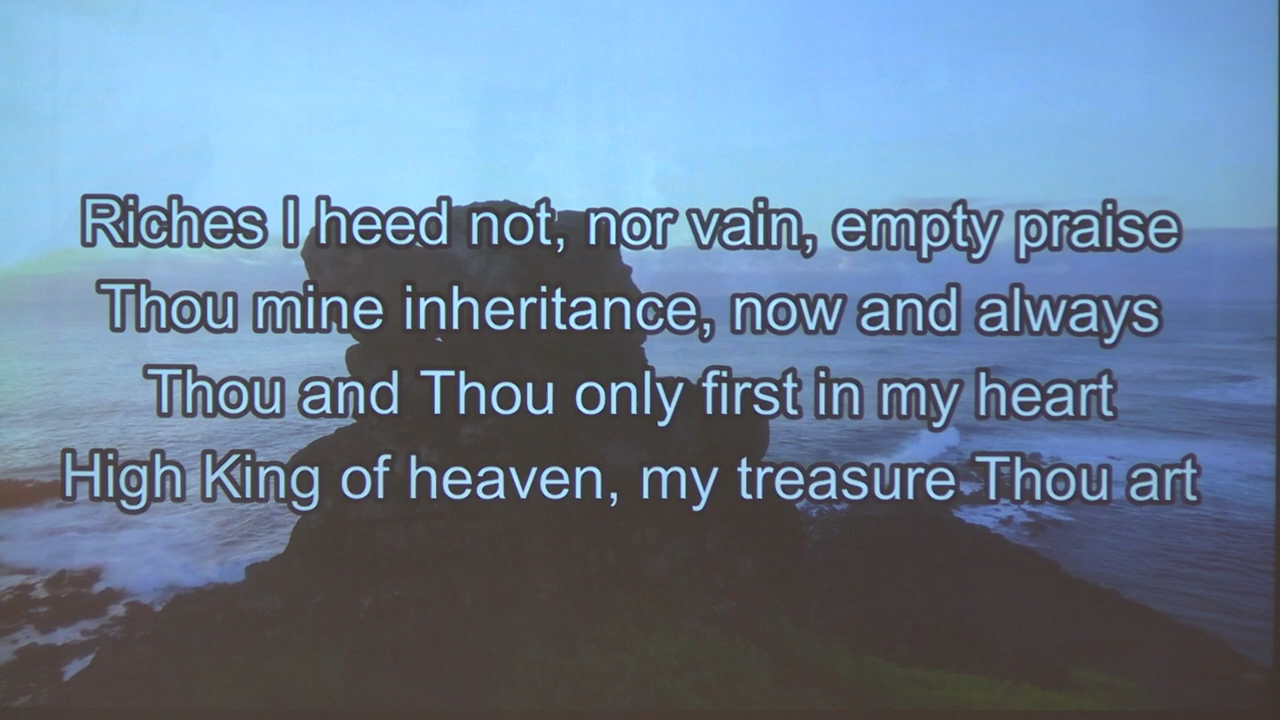 Riches I heed not, nor vain, empty praise
Thou mine inheritance, now and always
Thou and Thou only first in my heart
High King of heaven, my treasure Thou art